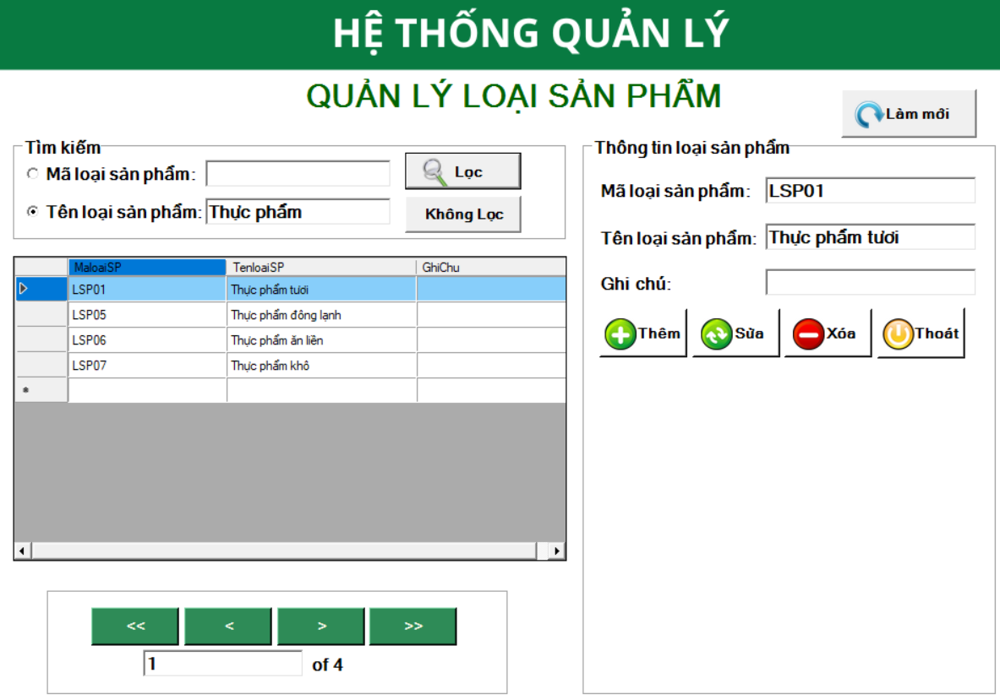 HỆ THỐNG QUẢN LÝ
QUẢN LÝ LOẠI SẢN PHẨM
Làm mới
Tìm kiếm
Mã loại sản phẩm:
Lọc
Tên loại sản phẩm: Thực phẩm
Không Lọc
MaloaiSP TenloaiSP GhiChu
LSP01 Thực phẩm tươi
LSP05 Thực phẩm đông lạnh
LSP06 Thực phẩm ăn liên
LSP07 Thực phẩm khô
*
<< < > >>
1 of 4
Thông tin loại sản phẩm
Mã loại sản phẩm: LSP01
Tên loại sản phẩm: Thực phẩm tươi
Ghi chú:
Thêm Sửa Xóa Thoát